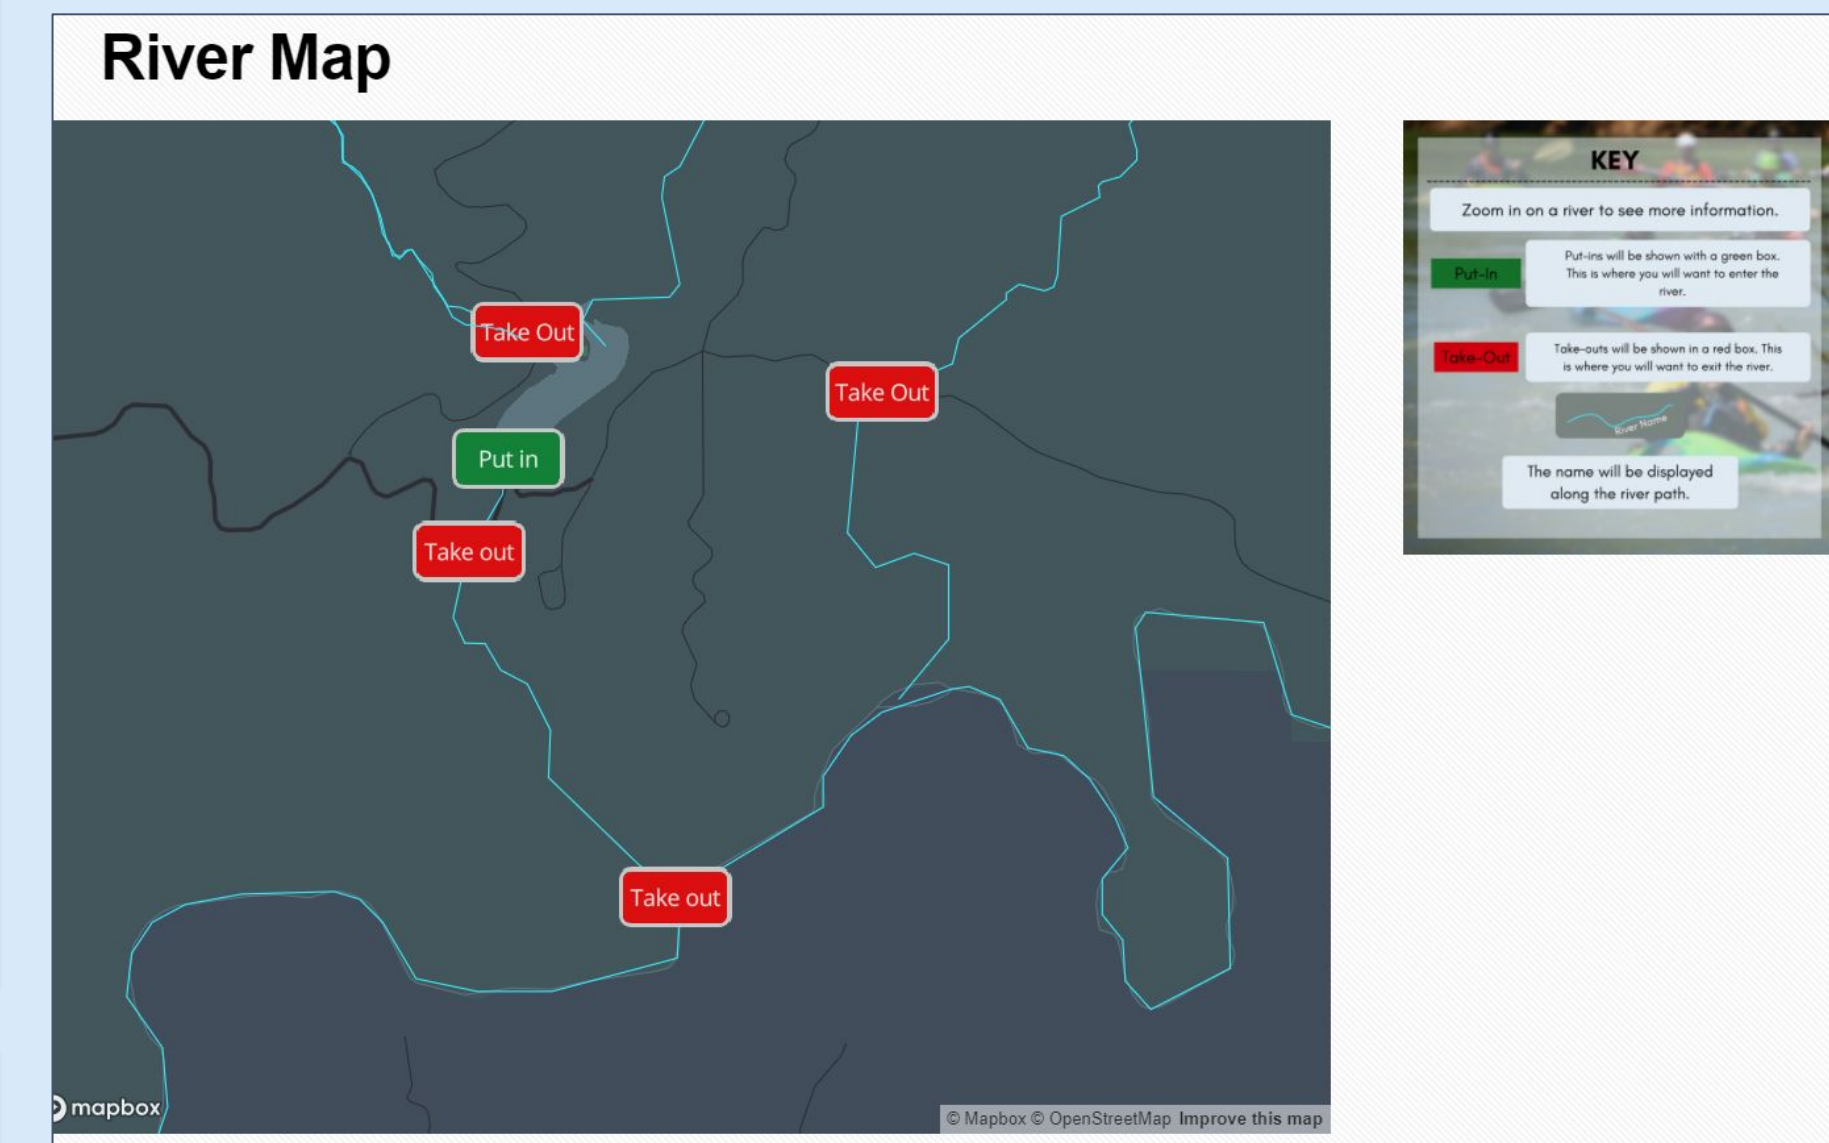 River Map
Take Out
Take Out
Put in
Take out
Take out
mapbox
© Mapbox © OpenStreetMap Improve this map
KEY
Zoom in on a river to see more information.
Put-In
Put-ins will be shown with a green box.
This is where you will want to enter the
river.
Take-Out
Take-outs will be shown in a red box. This
is where you will want to exit the river.
River Name
The name will be displayed
along the river path.